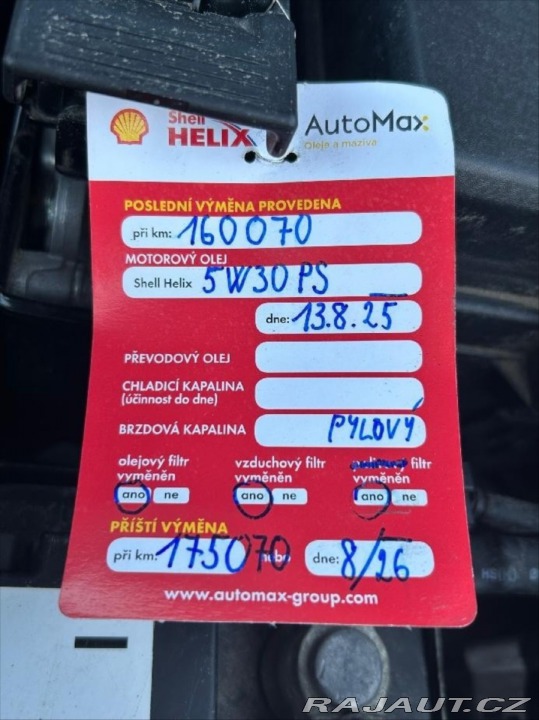 Shell
HELIX
AutoMax
Oleje a maziva
POSLEDNÍ VÝMĚNA PROVEDENA
při km: 160070
MOTOROVÝ OLEJ
Shell Helix 5W30 PS
dne: 13.8.25
PŘEVODOVÝ OLEJ
CHLADICÍ KAPALINA
(účinnost do dne)
BRZDOVÁ KAPALINA PYLOVÝ
olejový filtr vzduchový filtr filtr
vyměněn vyměněn vyměněn
ano ne ano ne ano ne
PŘÍŠTÍ VÝMĚNA
při km: 175070 nebo dne: 8/26
www.automax-group.com
RAJAUT.CZ